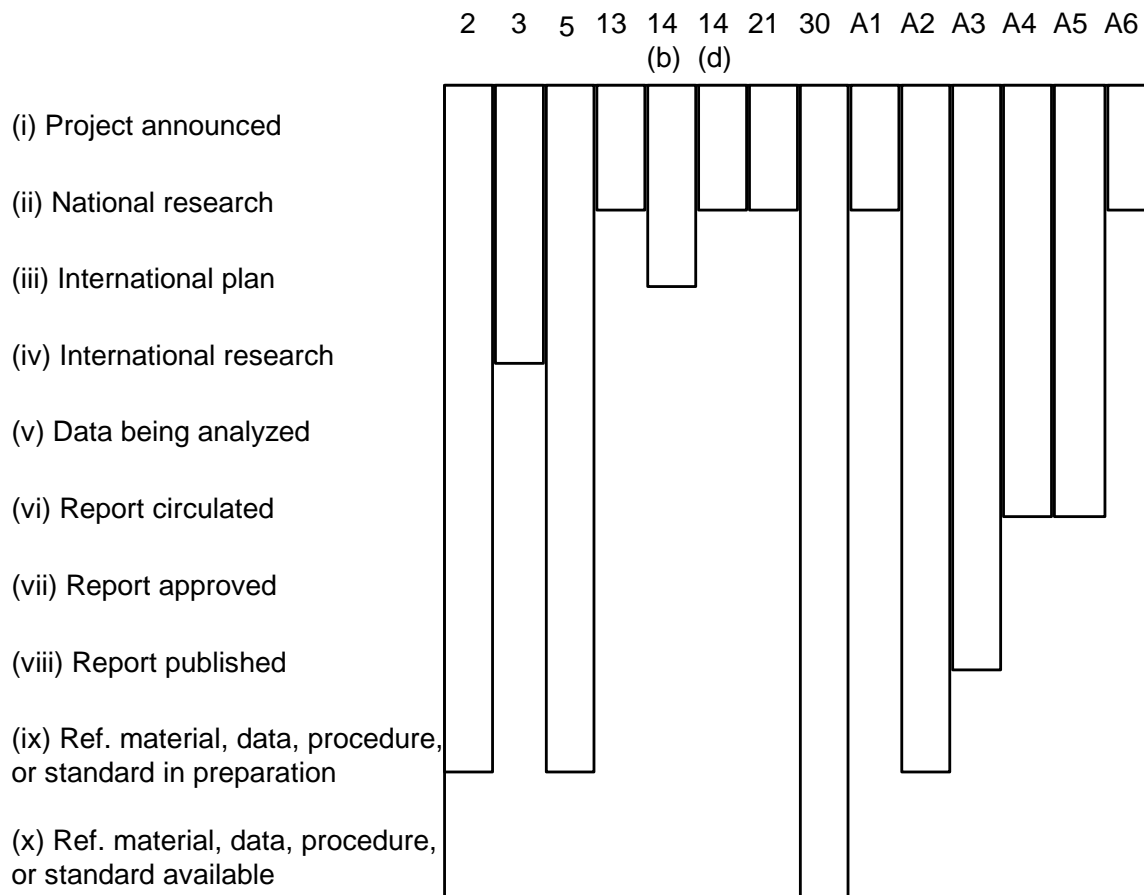 2 3 5 13 14 14 21 30 A1 A2 A3 A4 A5 A6
(b) (d)
(i) Project announced
(ii) National research
(iii) International plan
(iv) International research
(v) Data being analyzed
(vi) Report circulated
(vii) Report approved
(viii) Report published
(ix) Ref. material, data, procedure,
or standard in preparation
(x) Ref. material, data, procedure,
or standard available